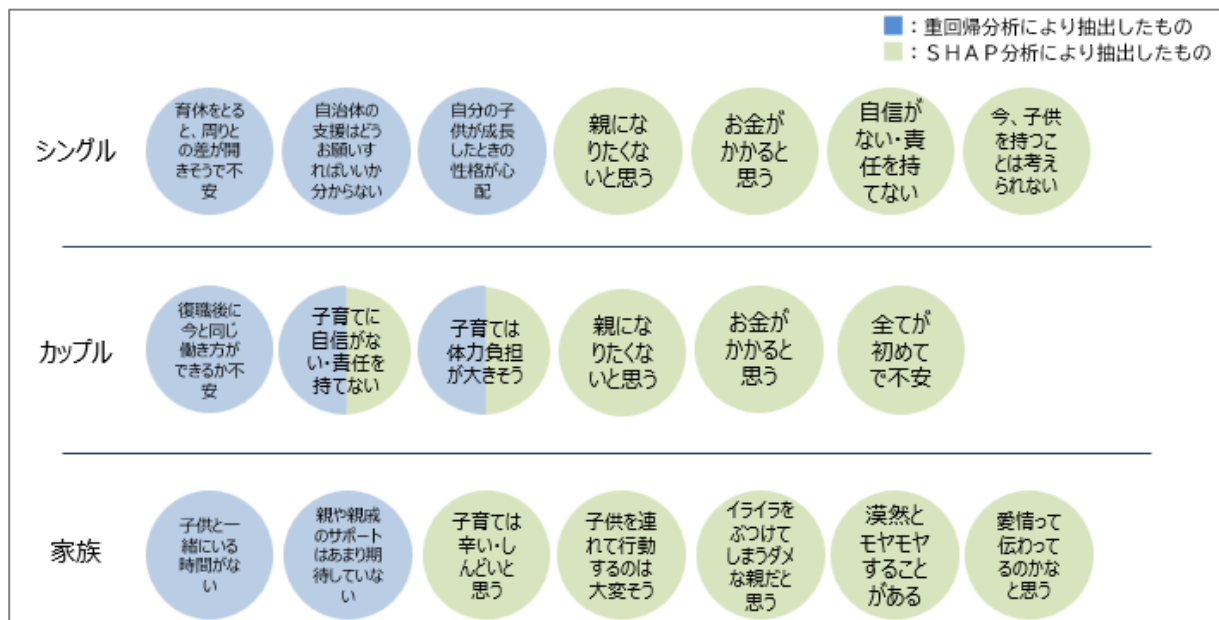 ■：重回帰分析により抽出したもの
■：ＳＨＡＰ分析により抽出したもの
シングル
育休をとる
と、周りと
の差が開
きそうで不
安
自治体の
支援はどう
お願いす
ればいいか
分からない
自分の子
供が成長
したときの
性格が心
配
親にな
りたくな
いと思う
お金が
かかると
思う
自信が
ない・責
任を持
てない
今、子供
を持つこ
とは考え
られない
カップル
復職後に
今と同じ
働き方が
できるか不
安
子育てに
自信がな
い・責任を
持てない
子育ては
体力負担
が大きそう
親にな
りたくな
いと思う
お金が
かかると
思う
全てが
初めて
で不安
家族
子供と一
緒にいる
時間がな
い
親や親戚
のサポート
はあまり期
待していな
い
子育ては
辛い・し
んどいと
思う
子供を連
れて行動
するのは
大変そう
イライラを
ぶつけて
しまうダメ
な親だと
思う
漠然と
モヤモヤ
することが
がある
愛情って
伝わって
るのかな
と思う